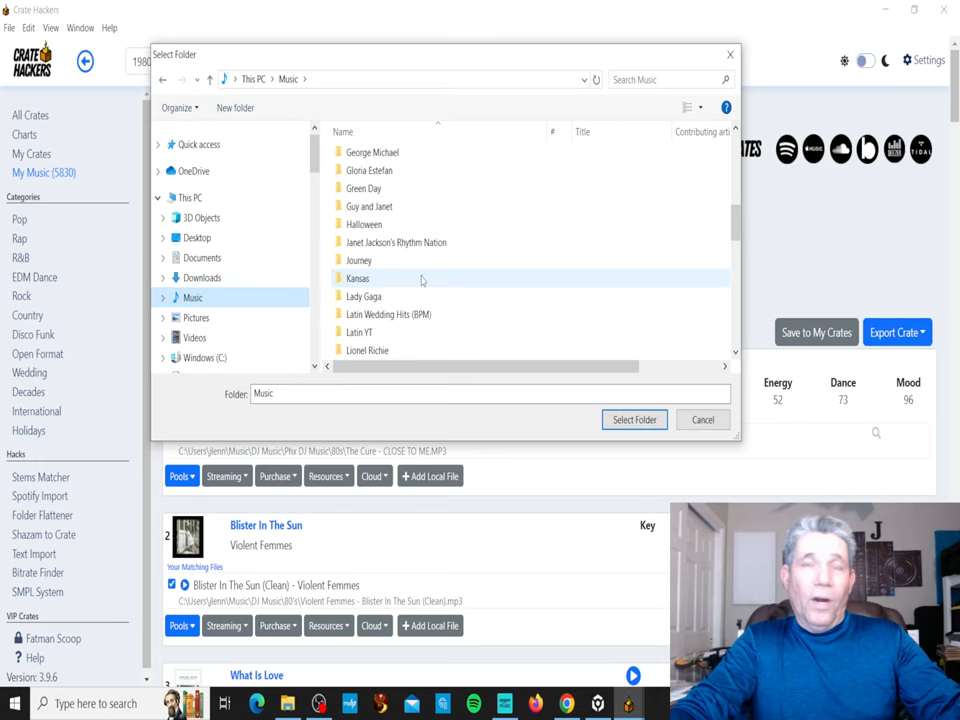 Crate Hackers
File Edit View Window Help
CRATE HACKERS
1980
Settings
Select Folder
This PC > Music >
Search Music
Organize
New folder
Name
#
Title
Contributing arti
Quick access
OneDrive
This PC
3D Objects
Desktop
Documents
Downloads
Music
Pictures
Videos
Windows (C:)
George Michael
Gloria Estefan
Green Day
Guy and Janet
Halloween
Janet Jackson's Rhythm Nation
Journey
Kansas
Lady Gaga
Latin Wedding Hits (BPM)
Latin YT
Lionel Richie
Folder: Music
Select Folder
Cancel
All Crates
Charts
My Crates
My Music (5830)
Categories
Pop
Rap
R&B
EDM Dance
Rock
Country
Disco Funk
Open Format
Wedding
Decades
International
Holidays
Hacks
Stems Matcher
Spotify Import
Folder Flattener
Shazam to Crate
Text Import
Bitrate Finder
SMPL System
VIP Crates
Fatman Scoop
Help
Version: 3.9.6
ATES
DEEZER
TIDAL
Save to My Crates
Export Crate
Energy Dance Mood
52 73 96
C:\Users\jlenn\Music\DJ Music\Phx DJ Music\80s\The Cure - CLOSE TO ME.MP3
Pools Streaming Purchase Resources Cloud + Add Local File
2
Blister In The Sun
Key
Violent Femmes
Your Matching Files
Blister In The Sun (Clean) - Violent Femmes
C:\Users\jlenn\Music\DJ Music\80's\Violent Femmes - Blister In The Sun (Clean).mp3
Pools Streaming Purchase Resources Cloud + Add Local File
3
What Is Love
J
Type here to search